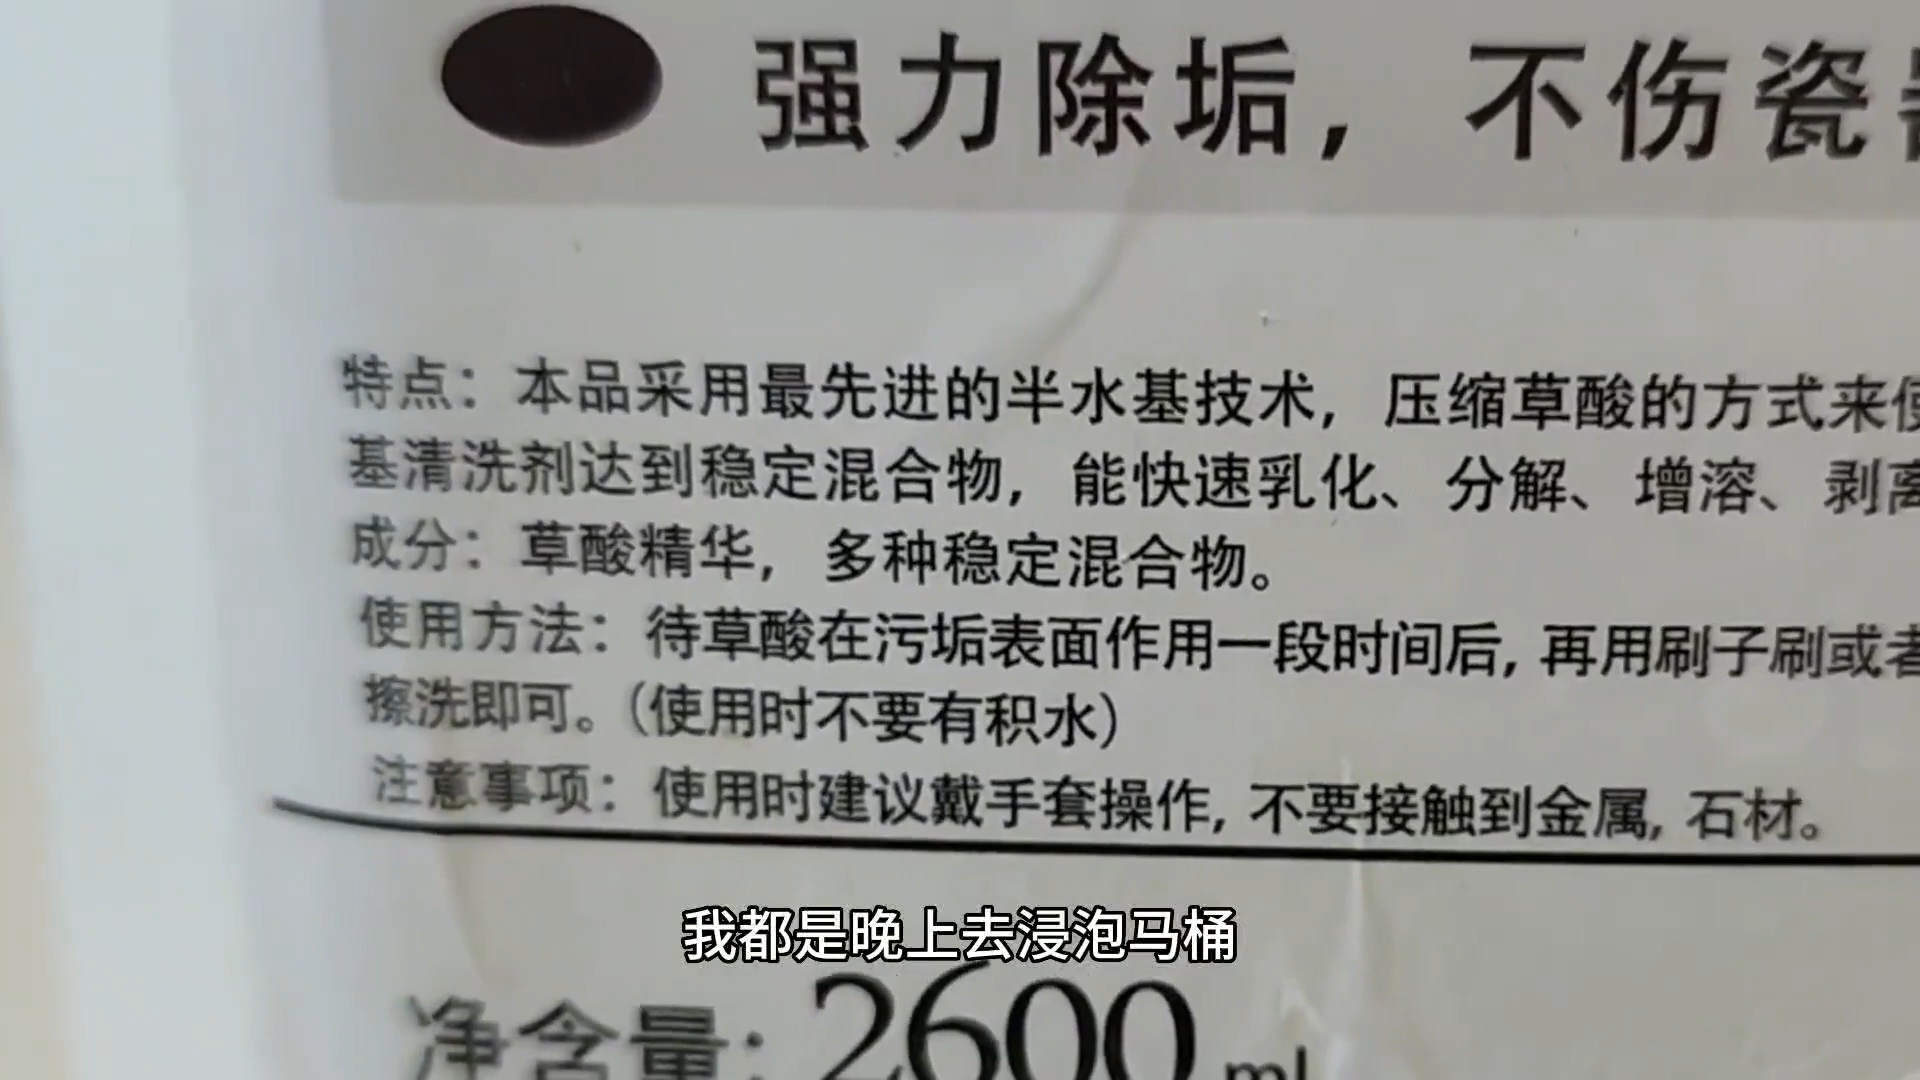 强力除垢，不伤瓷
特点：本品采用最先进的半水基技术，压缩草酸的方式来使
基清洗剂达到稳定混合物，能快速乳化、分解、增溶、剥离
成分：草酸精华，多种稳定混合物。
使用方法：待草酸在污垢表面作用一段时间后，再用刷子刷或者
擦洗即可。（使用时不要有积水）
注意事项：使用时建议戴手套操作，不要接触到金属，石材。
我都是晚上去浸泡马桶
净含量：2600ml